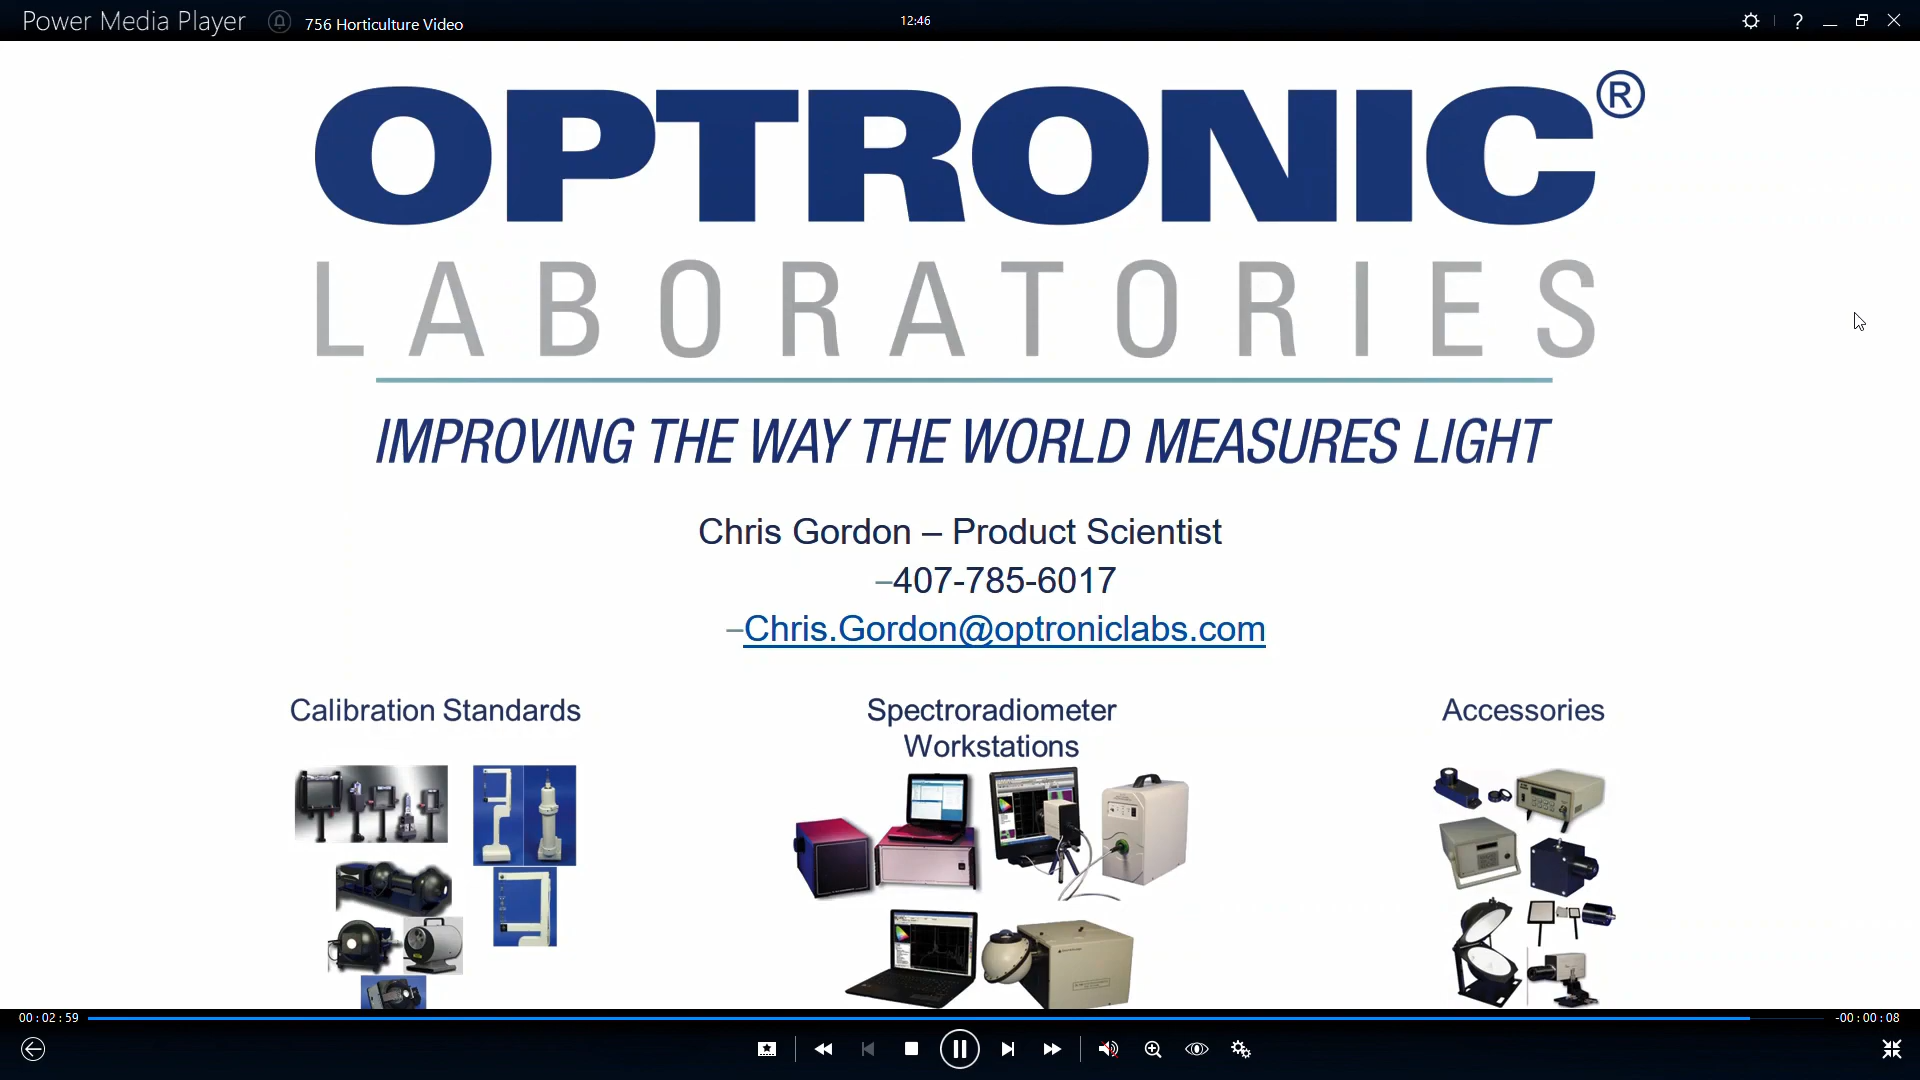 Power Media Player
756 Horticulture Video
12:46
?
OPTRONIC®
LABORATORIES
IMPROVING THE WAY THE WORLD MEASURES LIGHT
Chris Gordon – Product Scientist
–407-785-6017
–Chris.Gordon@optroniclabs.com
Calibration Standards
Spectroradiometer
Workstations
Accessories
00:02:59
-00:00:08